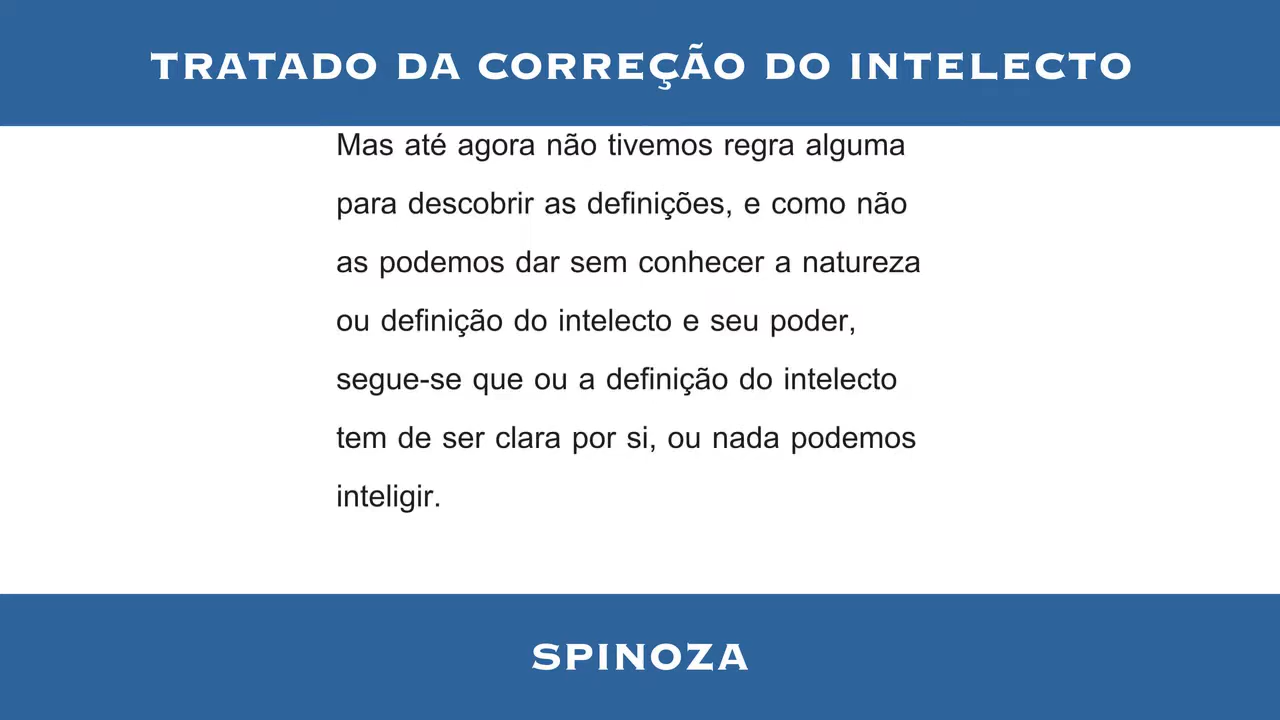 TRATADO DA CORREÇÃO DO INTELECTO
Mas até agora não tivemos regra alguma
para descobrir as definições, e como não
as podemos dar sem conhecer a natureza
ou definição do intelecto e seu poder,
segue-se que ou a definição do intelecto
tem de ser clara por si, ou nada podemos
inteligir.
SPINOZA